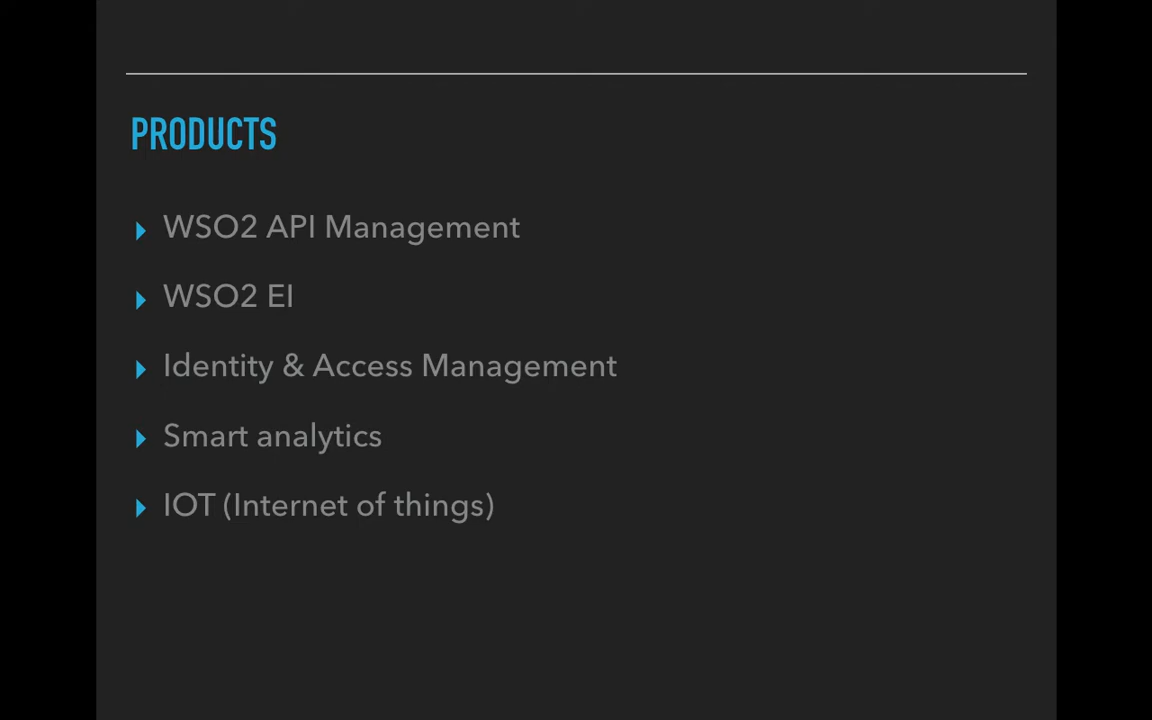 PRODUCTS
WSO2 API Management
WSO2 EI
Identity & Access Management
Smart analytics
IOT (Internet of things)